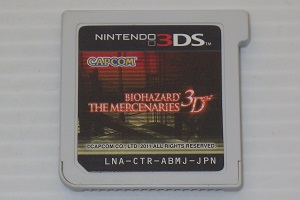 NINTENDO 3DS
CAPCOM
BIOHAZARD
THE MERCENARIES 3D
©CAPCOM CO., LTD. 2011 ALL RIGHTS RESERVED.
LNA-CTR-ABMJ-JPN